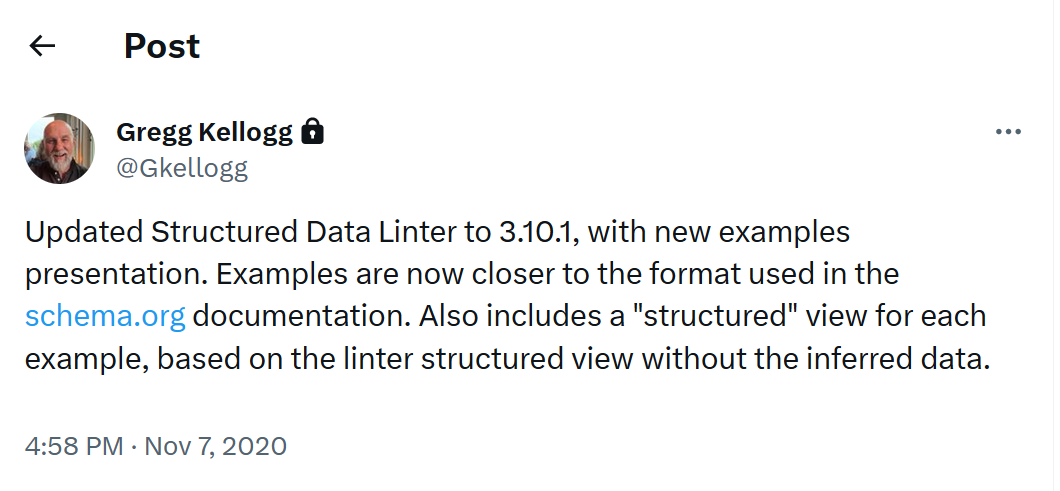 Post
Gregg Kellogg
@Gkellogg
Updated Structured Data Linter to 3.10.1, with new examples
presentation. Examples are now closer to the format used in the
schema.org documentation. Also includes a "structured" view for each
example, based on the linter structured view without the inferred data.
4:58 PM · Nov 7, 2020